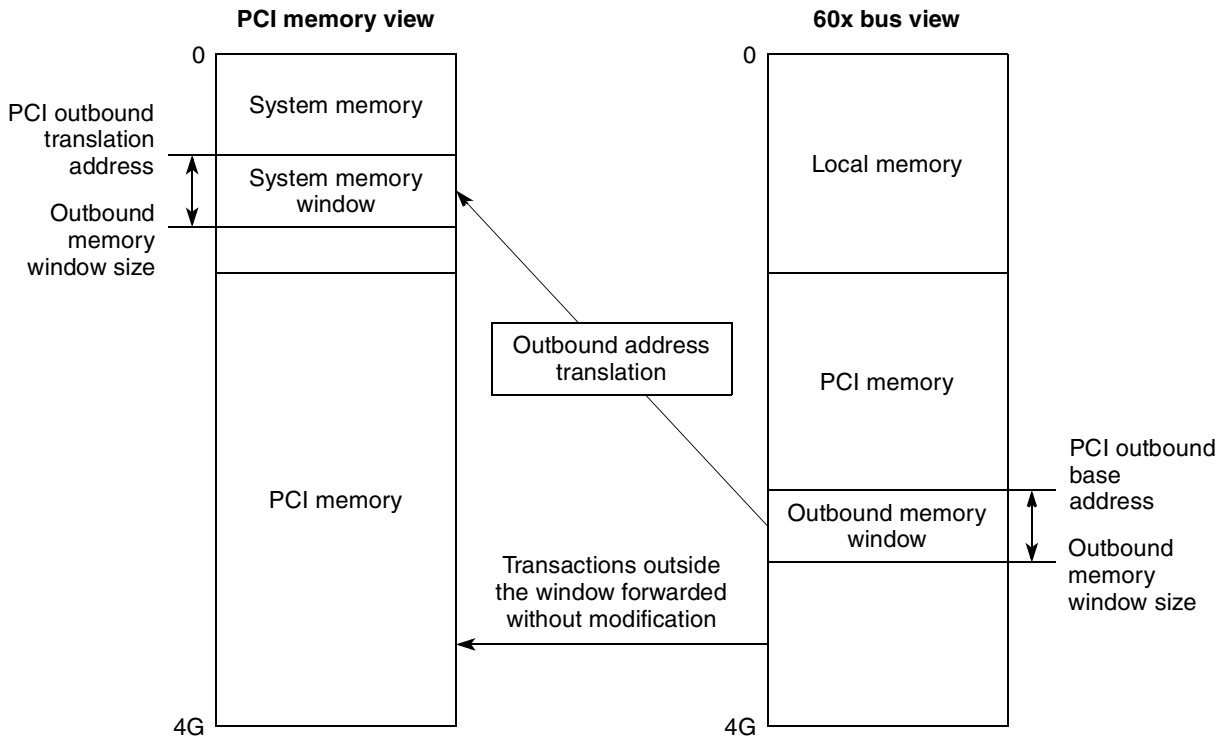 PCI memory view
60x bus view
0
0
System memory
PCI outbound
translation
address
System memory
window
Outbound
memory
window size
Local memory
Outbound address
translation
PCI memory
PCI memory
PCI outbound
base
address
Outbound memory
window
Outbound
memory
window size
Transactions outside
the window forwarded
without modification
4G
4G